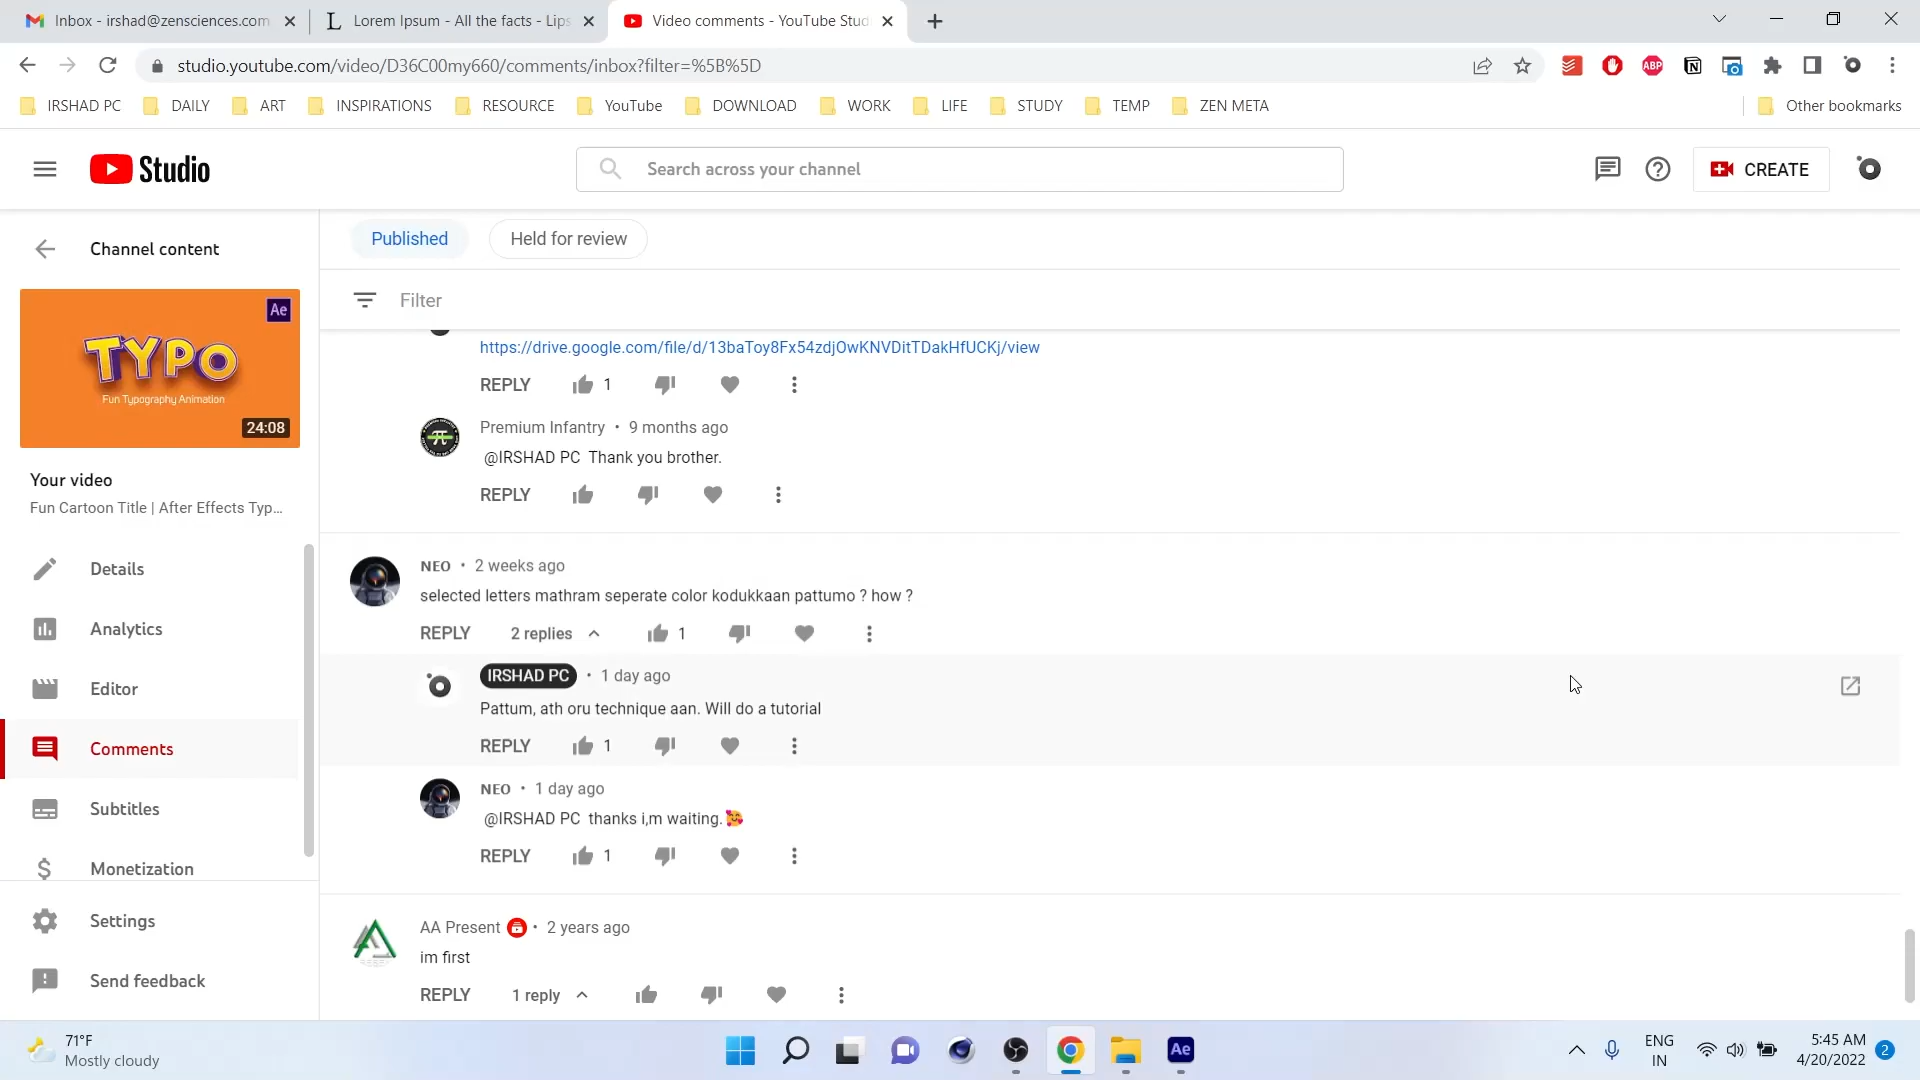 Inbox - irshad@zensciences.com
Lorem Ipsum - All the facts - Lips
Video comments - YouTube Stud
studio.youtube.com/video/D36C00my660/comments/inbox?filter=%5B%5D
ABP
IRSHAD PC DAILY ART INSPIRATIONS RESOURCE YouTube DOWNLOAD WORK LIFE STUDY TEMP ZEN META Other bookmarks
Studio
Search across your channel
CREATE
Channel content
Ae
TYPO
Fun Typography Animation
24:08
Your video
Fun Cartoon Title | After Effects Typ...
Details
Analytics
Editor
Comments
Subtitles
Monetization
Settings
Send feedback
Published Held for review
Filter
https://drive.google.com/file/d/13baToy8Fx54zdjOwKNVDitTDakHfUCKj/view
REPLY 1
Premium Infantry • 9 months ago
@IRSHAD PC Thank you brother.
REPLY
NEO • 2 weeks ago
selected letters mathram seperate color kodukkaan pattumo ? how ?
REPLY 2 replies 1
IRSHAD PC • 1 day ago
Pattum, ath oru technique aan. Will do a tutorial
REPLY 1
NEO • 1 day ago
@IRSHAD PC thanks i,m waiting.🥰
REPLY 1
AA Present • 2 years ago
im first
REPLY 1 reply
71°F
Mostly cloudy
Ae
ENG
IN
5:45 AM
4/20/2022
2